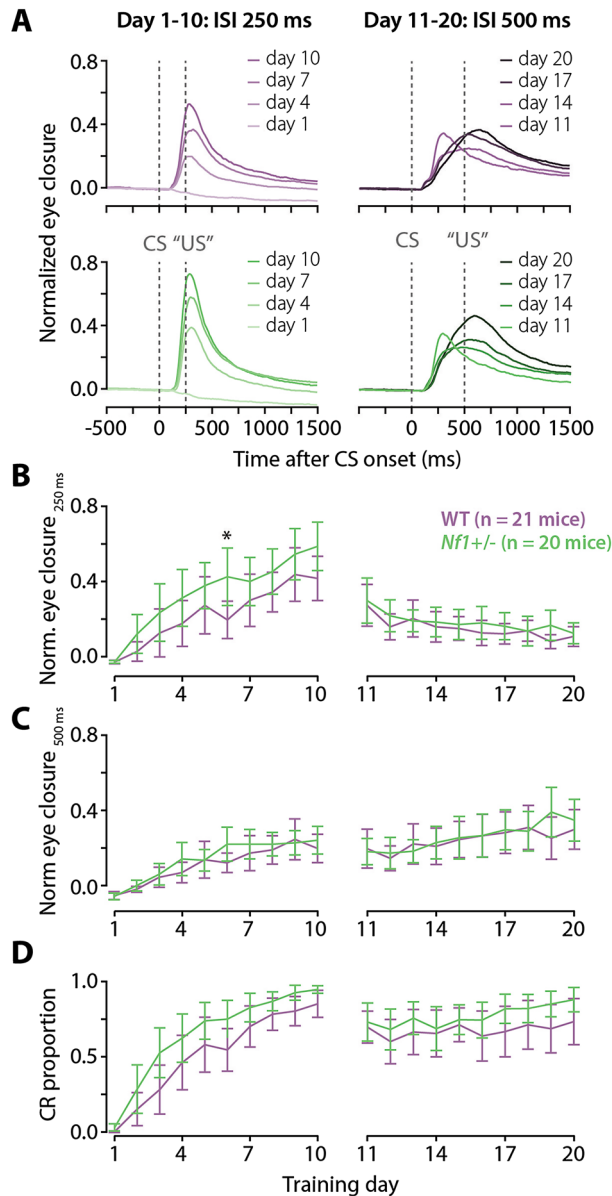 A
Day 1-10: ISI 250 ms
Day 11-20: ISI 500 ms
Normalized eye closure
0.8
0.4
0.0
day 10
day 7
day 4
day 1
day 20
day 17
day 14
day 11
CS "US"
CS "US"
0.8
0.4
0.0
day 10
day 7
day 4
day 1
day 20
day 17
day 14
day 11
-500 0 500 1000 1500
-500 0 500 1000 1500
Time after CS onset (ms)
B
Norm. eye closure 250 ms
0.8
0.4
0.0
*
WT (n = 21 mice)
Nf1+/- (n = 20 mice)
1 4 7 10
11 14 17 20
C
Norm eye closure 500 ms
0.8
0.4
0.0
1 4 7 10
11 14 17 20
D
CR proportion
1.0
0.5
0.0
1 4 7 10
11 14 17 20
Training day